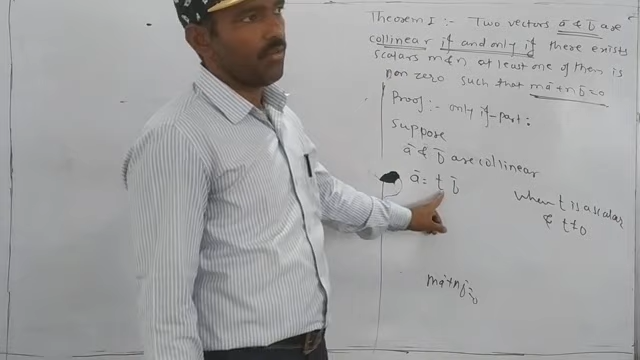 Theorem I :- Two vectors ā & b̄ are
collinear if and only if there exists
scalars m & n at least one of them is
non zero such that mā+nb̄=0
Proof :- only if-part:
Suppose
ā & b̄ are collinear
ā = t b̄
when t is a scalar
& t≠0
mā+nb̄=0